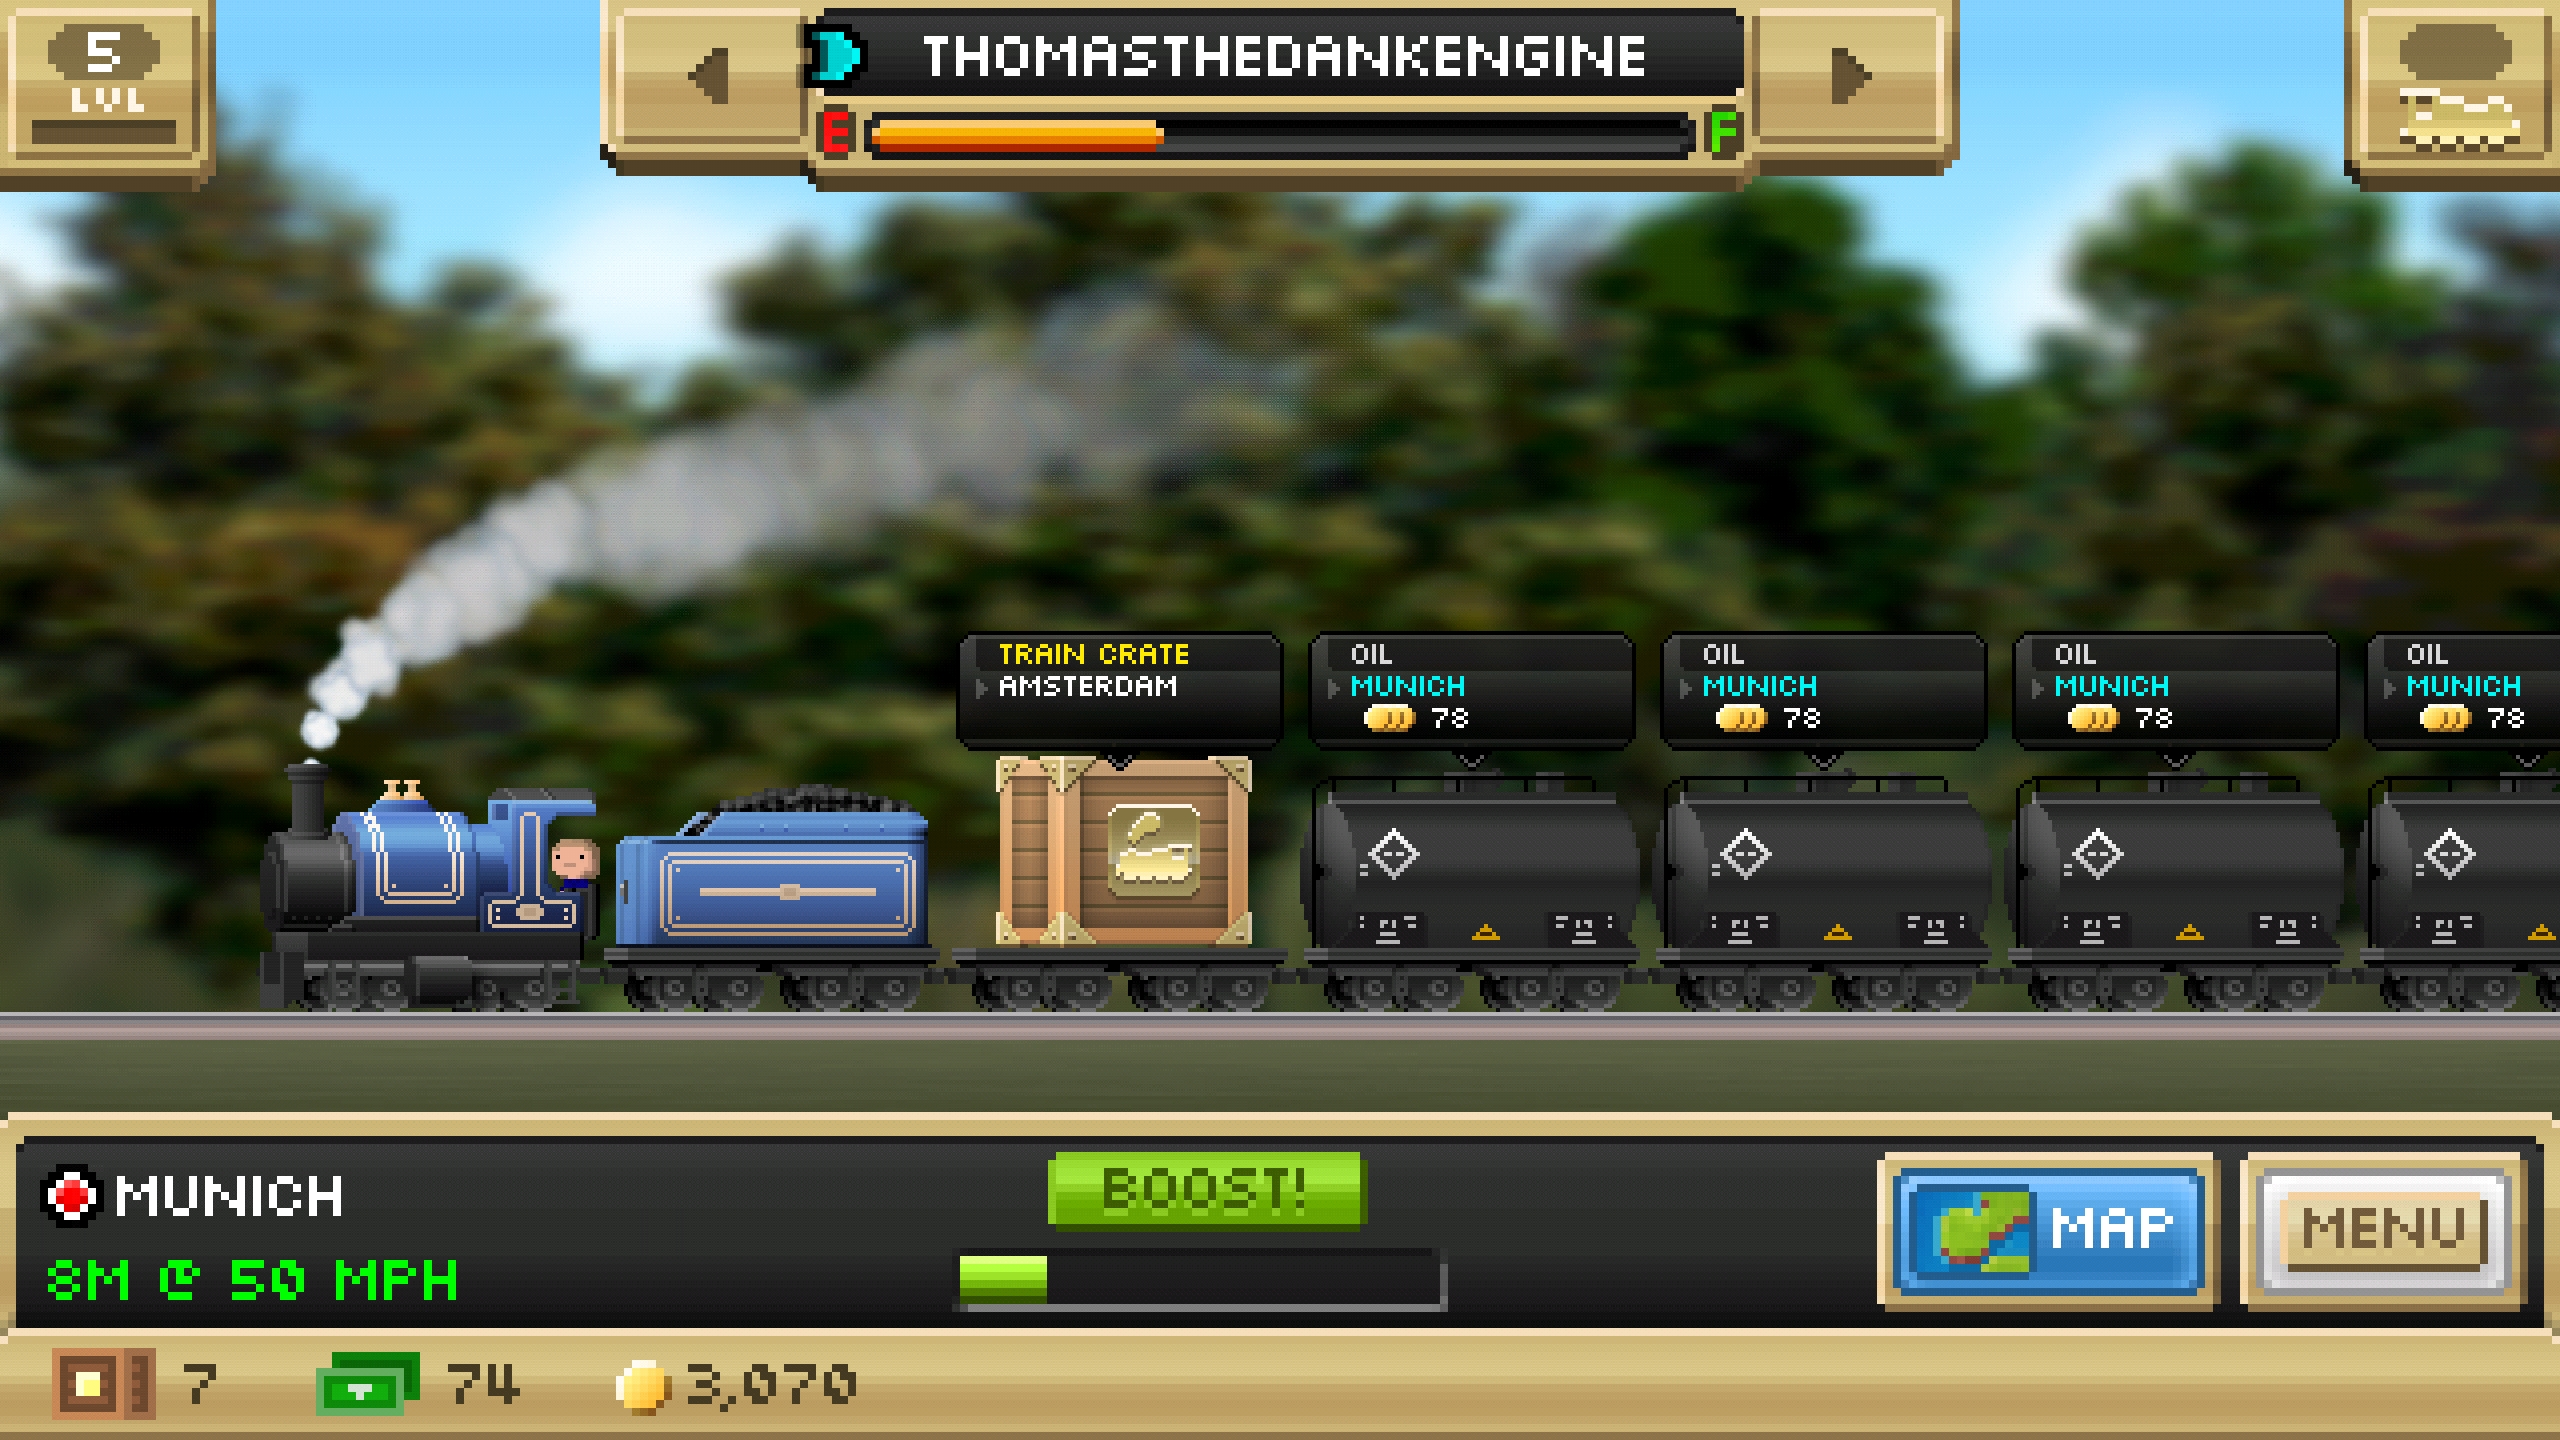 5
LVL
THOMASTHEDANKENGINE
E F
TRAIN CRATE
AMSTERDAM
OIL
MUNICH
78
OIL
MUNICH
78
OIL
MUNICH
78
OIL
MUNICH
78
MUNICH
8M @ 50 MPH
BOOST!
MAP
MENU
7
74
3,070